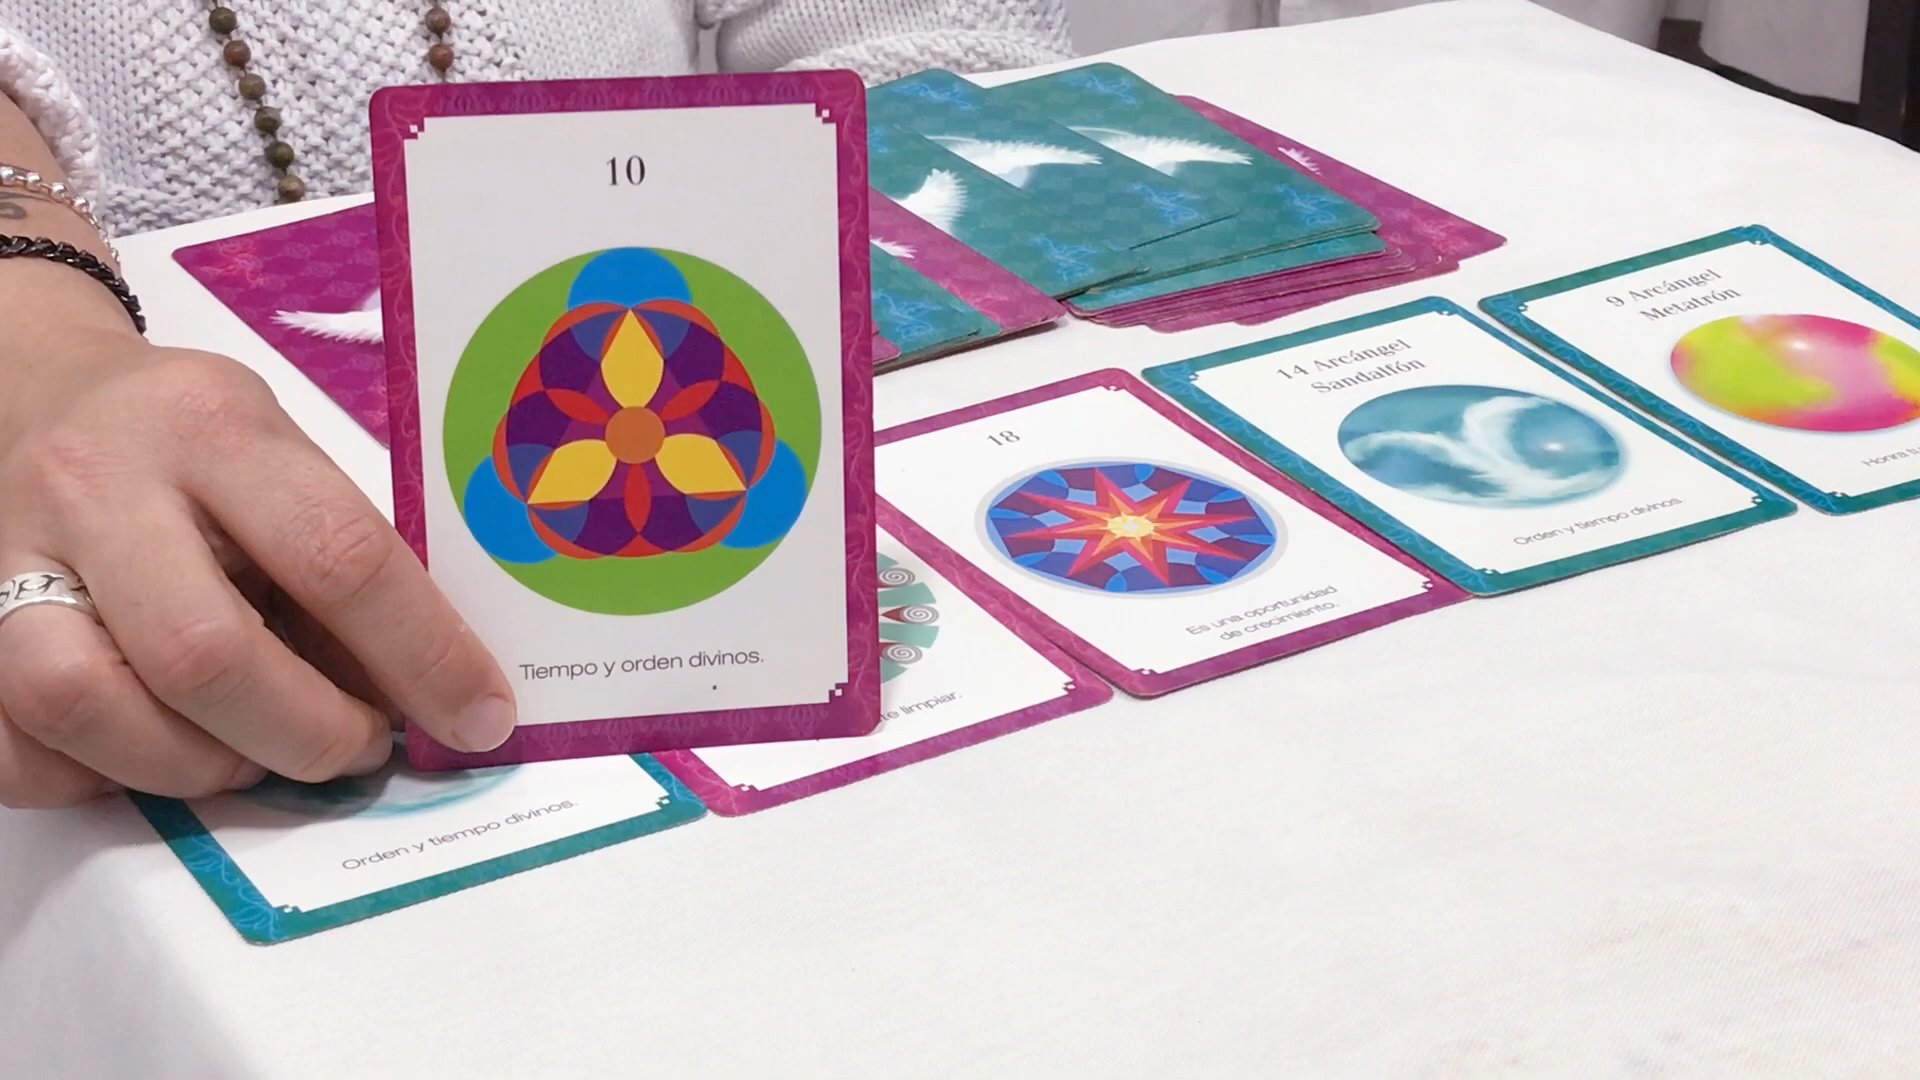 10
Tiempo y orden divinos.
Orden y tiempo divinos.
limpiar.
18
Es una oportunidad
de crecimiento.
14 Arcángel
Sandalfón
Orden y tiempo divinos.
9 Arcángel
Metatrón
Honra